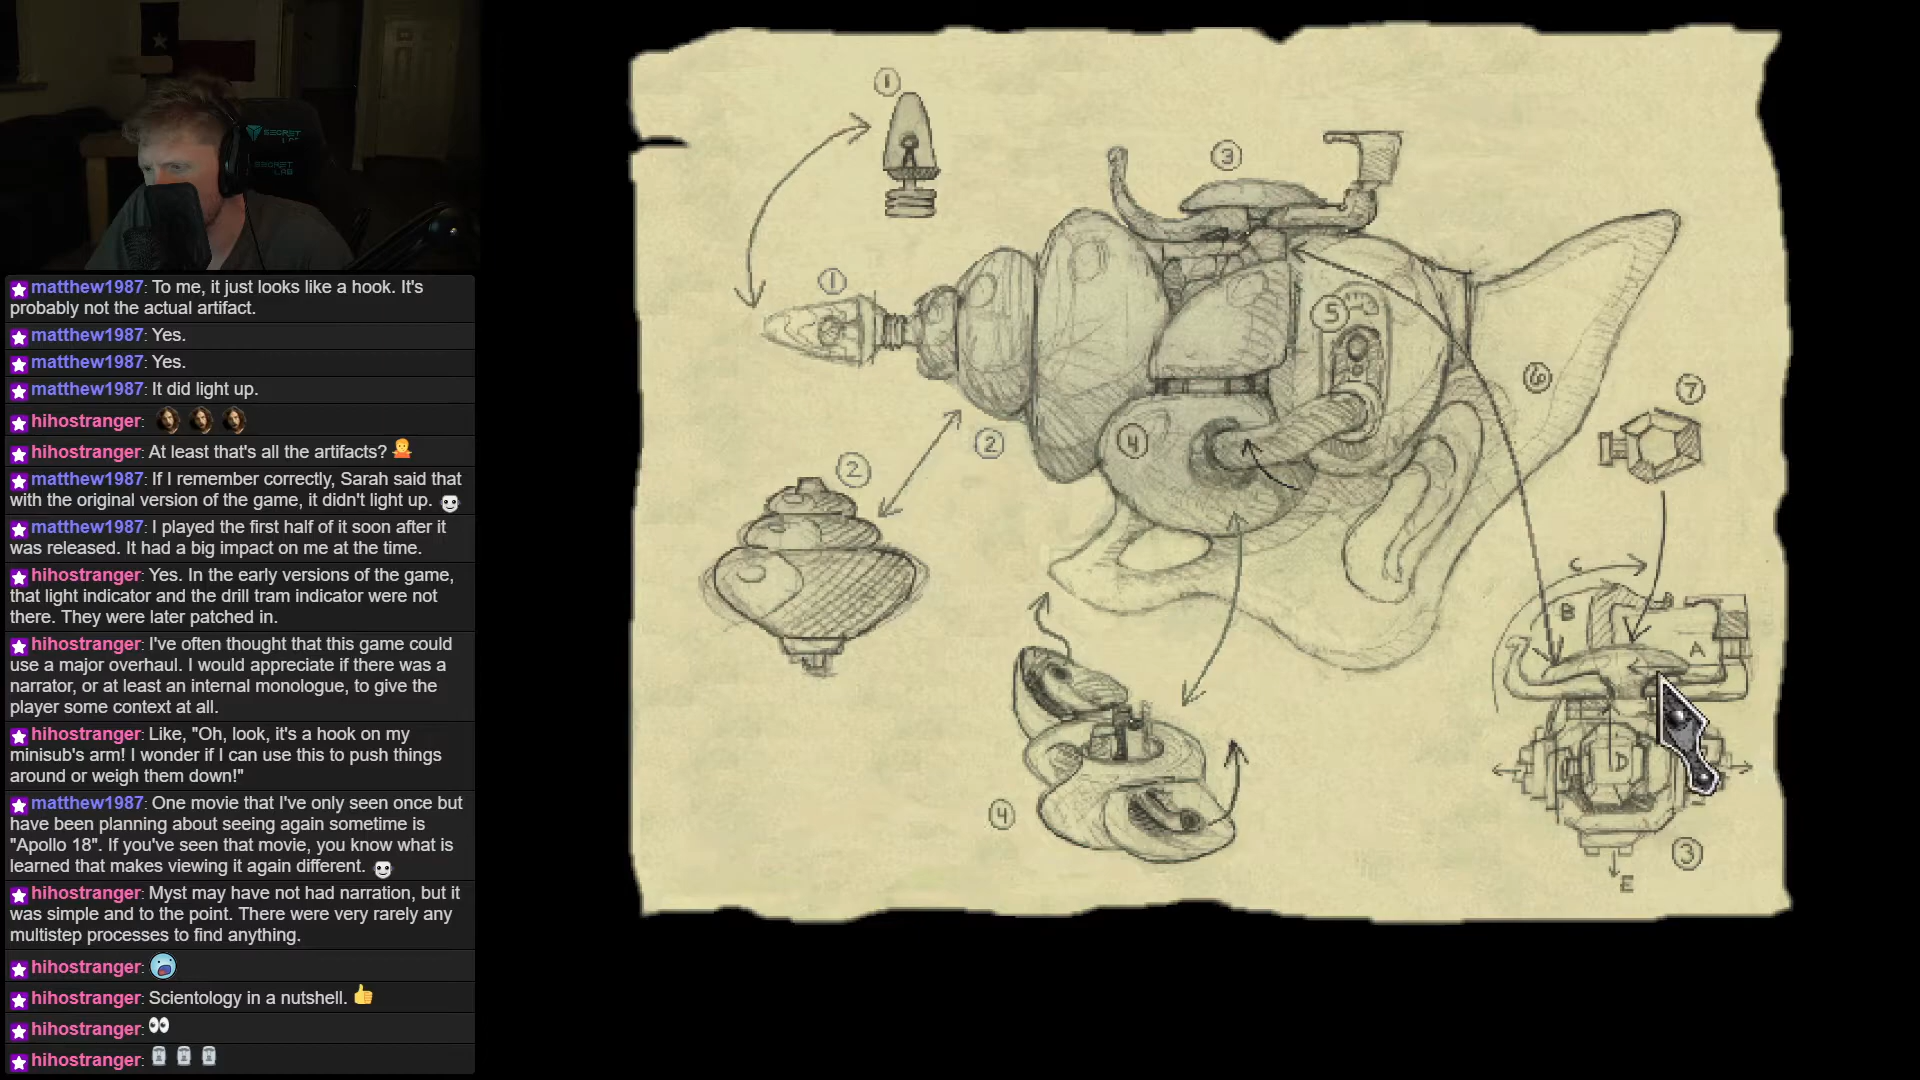 SECRET
LAB
SECRET
LAB
matthew1987: To me, it just looks like a hook. It's
probably not the actual artifact.
matthew1987: Yes.
matthew1987: Yes.
matthew1987: It did light up.
hihostranger:
hihostranger: At least that's all the artifacts? 🤷
matthew1987: If I remember correctly, Sarah said that
with the original version of the game, it didn't light up.
matthew1987: I played the first half of it soon after it
was released. It had a big impact on me at the time.
hihostranger: Yes. In the early versions of the game,
that light indicator and the drill tram indicator were not
there. They were later patched in.
hihostranger: I've often thought that this game could
use a major overhaul. I would appreciate if there was a
narrator, or at least an internal monologue, to give the
player some context at all.
hihostranger: Like, "Oh, look, it's a hook on my
minisub's arm! I wonder if I can use this to push things
around or weigh them down!"
matthew1987: One movie that I've only seen once but
have been planning about seeing again sometime is
"Apollo 18". If you've seen that movie, you know what is
learned that makes viewing it again different.
hihostranger: Myst may have not had narration, but it
was simple and to the point. There were very rarely any
multistep processes to find anything.
hihostranger:
hihostranger: Scientology in a nutshell. 👍
hihostranger: 👀
hihostranger:
1
3
1
5
6
7
4
2
2
B
A
D
4
3
E